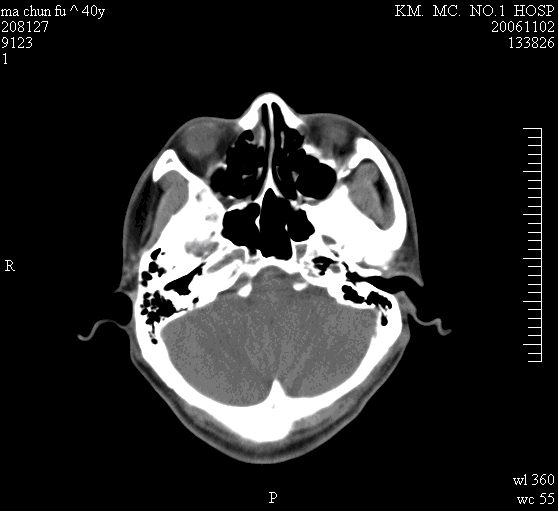 ma chun fu ^ 40y
208127
9123
1
KM. MC. NO.1 HOSP
20061102
133826
R
P
wl 360
wc 55